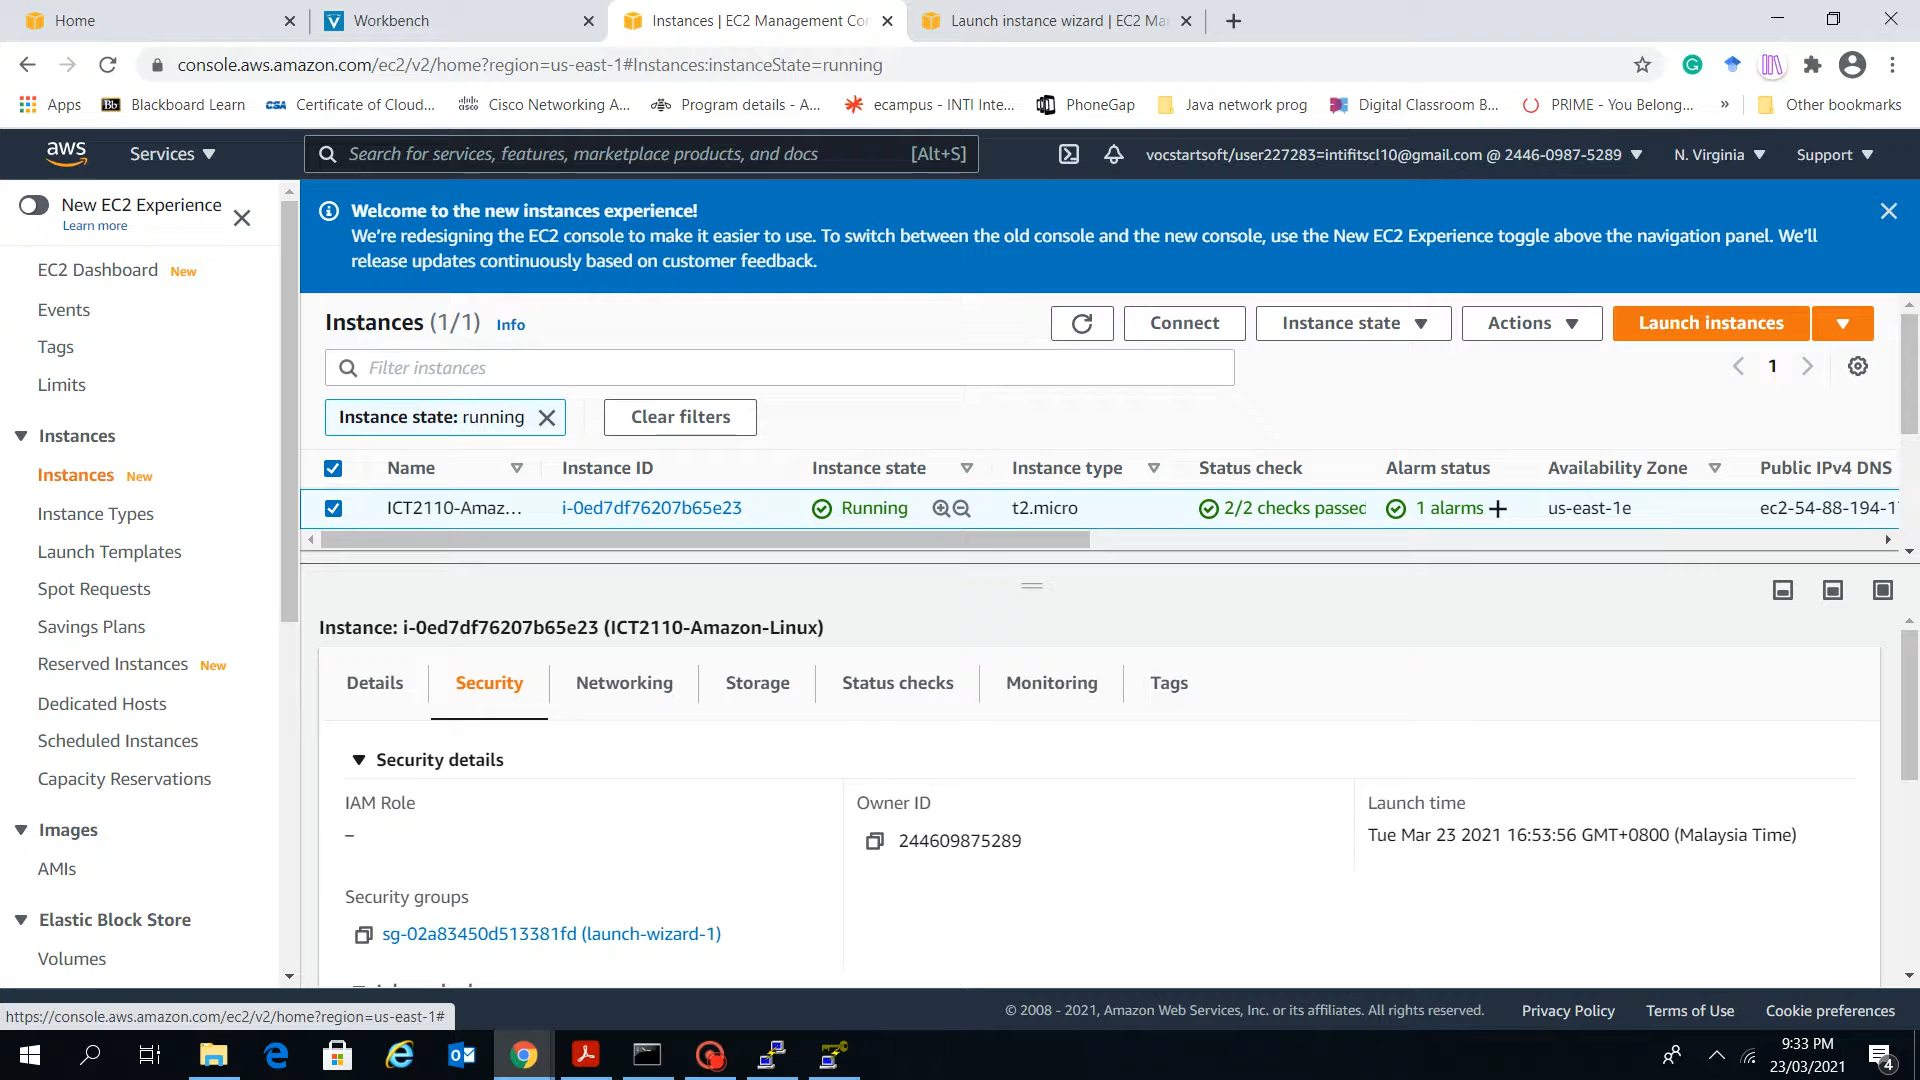 Home
Workbench
Instances | EC2 Management Co
Launch instance wizard | EC2 Ma
console.aws.amazon.com/ec2/v2/home?region=us-east-1#Instances:instanceState=running
Apps
Bb Blackboard Learn
CSA Certificate of Cloud...
cisco Cisco Networking A...
Program details - A...
ecampus - INTI Inte...
PhoneGap
Java network prog
Digital Classroom B...
PRIME - You Belong...
»
Other bookmarks
aws
Services
Search for services, features, marketplace products, and docs [Alt+S]
vocstartsoft/user227283=intifitscl10@gmail.com @ 2446-0987-5289
N. Virginia
Support
New EC2 Experience
Learn more
Welcome to the new instances experience!
We're redesigning the EC2 console to make it easier to use. To switch between the old console and the new console, use the New EC2 Experience toggle above the navigation panel. We'll
release updates continuously based on customer feedback.
EC2 Dashboard New
Events
Tags
Limits
Instances
Instances New
Instance Types
Launch Templates
Spot Requests
Savings Plans
Reserved Instances New
Dedicated Hosts
Scheduled Instances
Capacity Reservations
Images
AMIs
Elastic Block Store
Volumes
Instances (1/1) Info
Connect
Instance state
Actions
Launch instances
Filter instances
1
Instance state: running
Clear filters
Name Instance ID Instance state Instance type Status check Alarm status Availability Zone Public IPv4 DNS
ICT2110-Amaz... i-0ed7df76207b65e23 Running t2.micro 2/2 checks passed 1 alarms us-east-1e ec2-54-88-194-1
Instance: i-0ed7df76207b65e23 (ICT2110-Amazon-Linux)
Details Security Networking Storage Status checks Monitoring Tags
Security details
IAM Role
–
Owner ID
244609875289
Launch time
Tue Mar 23 2021 16:53:56 GMT+0800 (Malaysia Time)
Security groups
sg-02a83450d513381fd (launch-wizard-1)
https://console.aws.amazon.com/ec2/v2/home?region=us-east-1#
© 2008 - 2021, Amazon Web Services, Inc. or its affiliates. All rights reserved.
Privacy Policy
Terms of Use
Cookie preferences
9:33 PM
23/03/2021
4